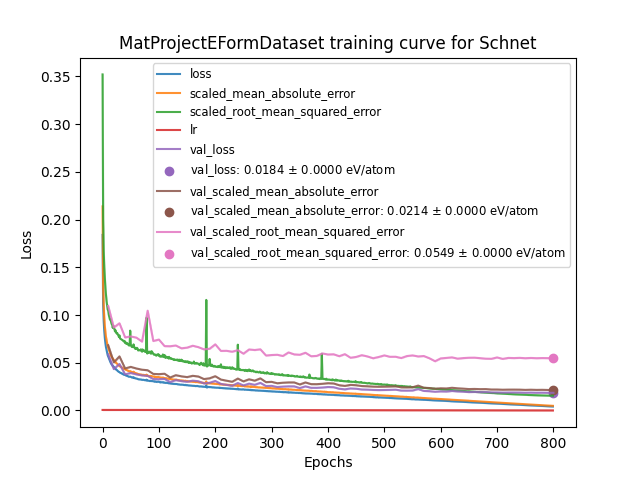 MatProjectEFormDataset training curve for Schnet
loss
scaled_mean_absolute_error
scaled_root_mean_squared_error
lr
val_loss
val_loss: 0.0184 ± 0.0000 eV/atom
val_scaled_mean_absolute_error
val_scaled_mean_absolute_error: 0.0214 ± 0.0000 eV/atom
val_scaled_root_mean_squared_error
val_scaled_root_mean_squared_error: 0.0549 ± 0.0000 eV/atom
Loss
0.35
0.30
0.25
0.20
0.15
0.10
0.05
0.00
0 100 200 300 400 500 600 700 800
Epochs